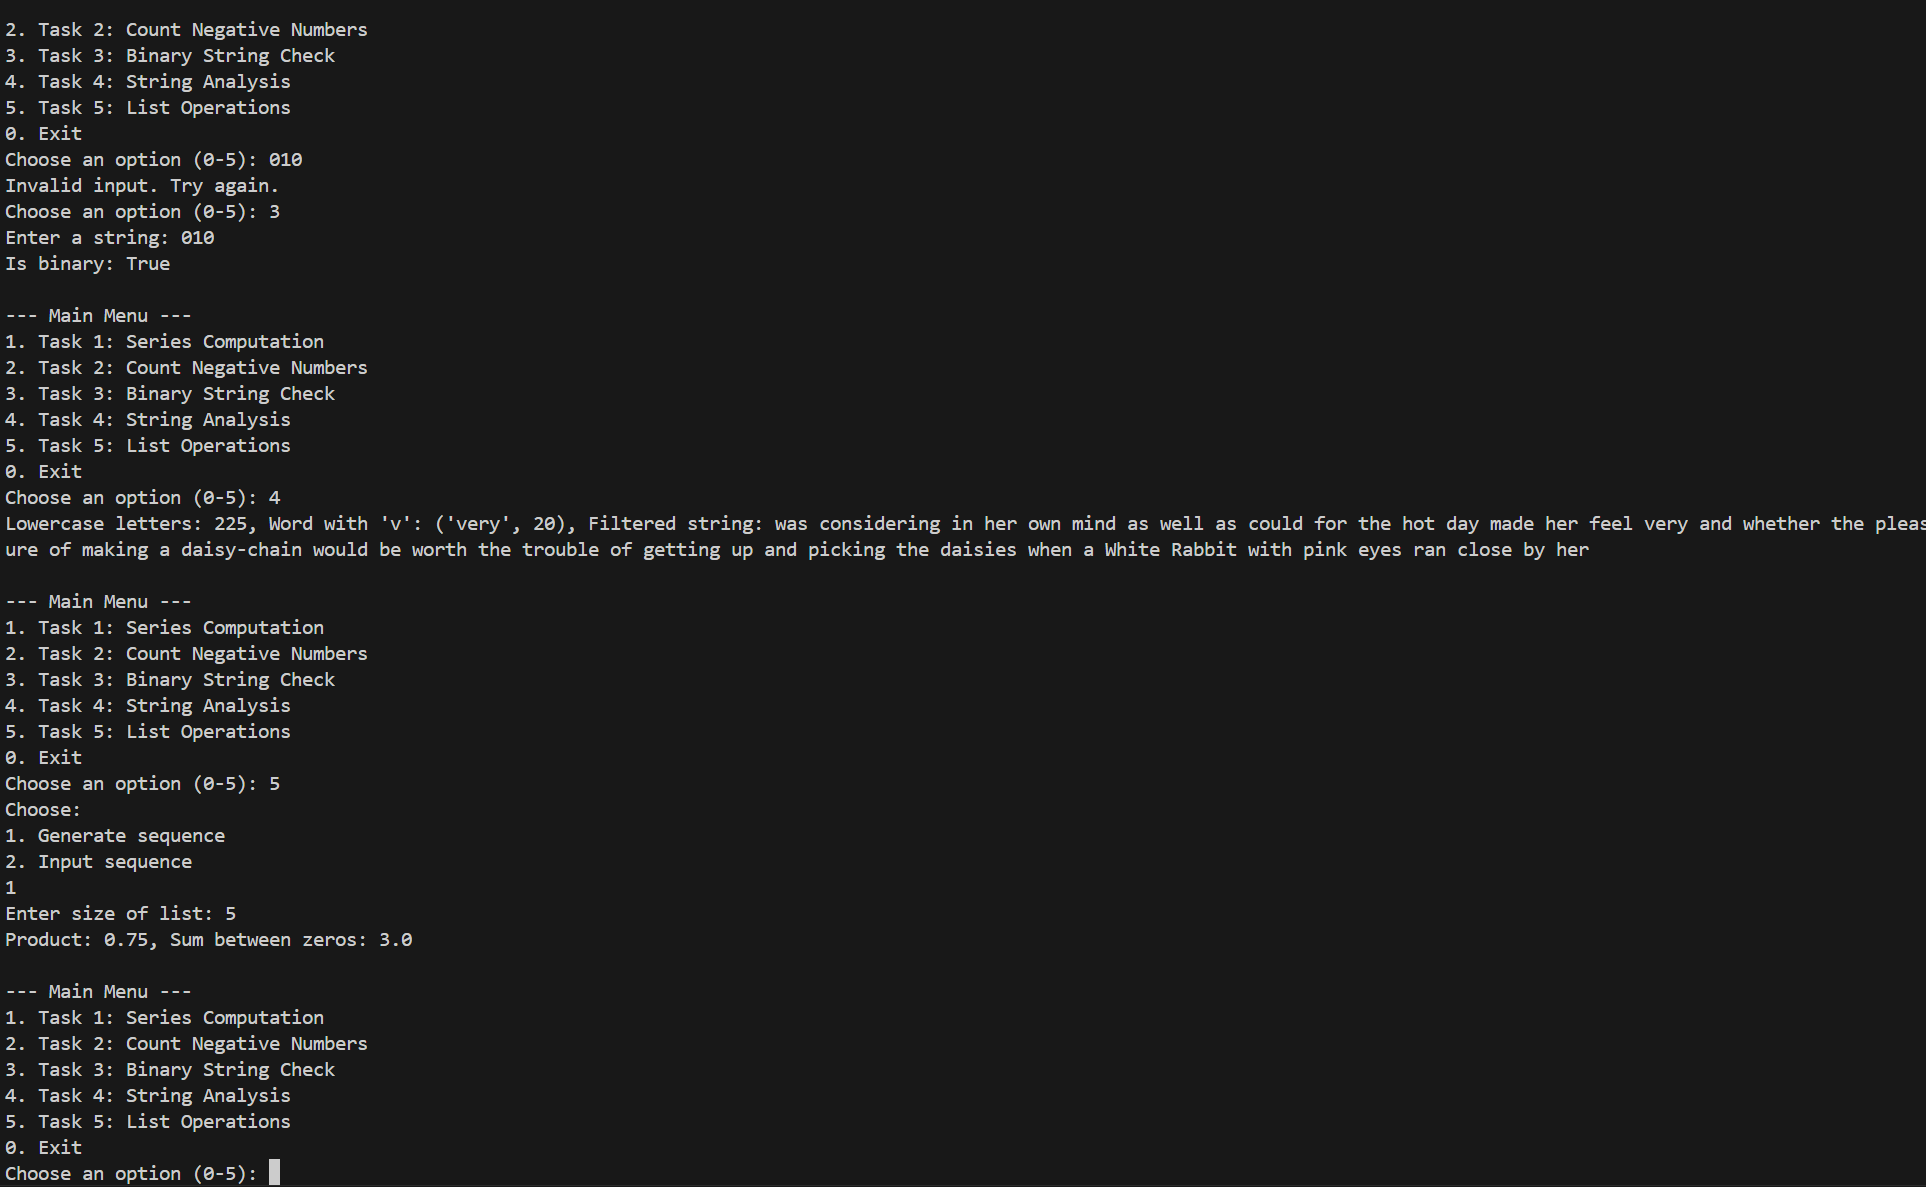 2. Task 2: Count Negative Numbers
3. Task 3: Binary String Check
4. Task 4: String Analysis
5. Task 5: List Operations
0. Exit
Choose an option (0-5): 010
Invalid input. Try again.
Choose an option (0-5): 3
Enter a string: 010
Is binary: True
--- Main Menu ---
1. Task 1: Series Computation
2. Task 2: Count Negative Numbers
3. Task 3: Binary String Check
4. Task 4: String Analysis
5. Task 5: List Operations
0. Exit
Choose an option (0-5): 4
Lowercase letters: 225, Word with 'v': ('very', 20), Filtered string: was considering in her own mind as well as could for the hot day made her feel very and whether the pleas
ure of making a daisy-chain would be worth the trouble of getting up and picking the daisies when a White Rabbit with pink eyes ran close by her
--- Main Menu ---
1. Task 1: Series Computation
2. Task 2: Count Negative Numbers
3. Task 3: Binary String Check
4. Task 4: String Analysis
5. Task 5: List Operations
0. Exit
Choose an option (0-5): 5
Choose:
1. Generate sequence
2. Input sequence
1
Enter size of list: 5
Product: 0.75, Sum between zeros: 3.0
--- Main Menu ---
1. Task 1: Series Computation
2. Task 2: Count Negative Numbers
3. Task 3: Binary String Check
4. Task 4: String Analysis
5. Task 5: List Operations
0. Exit
Choose an option (0-5):